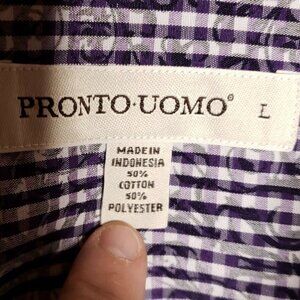 PRONTO·UOMO® L
MADE IN
INDONESIA
50%
COTTON
50%
POLYESTER